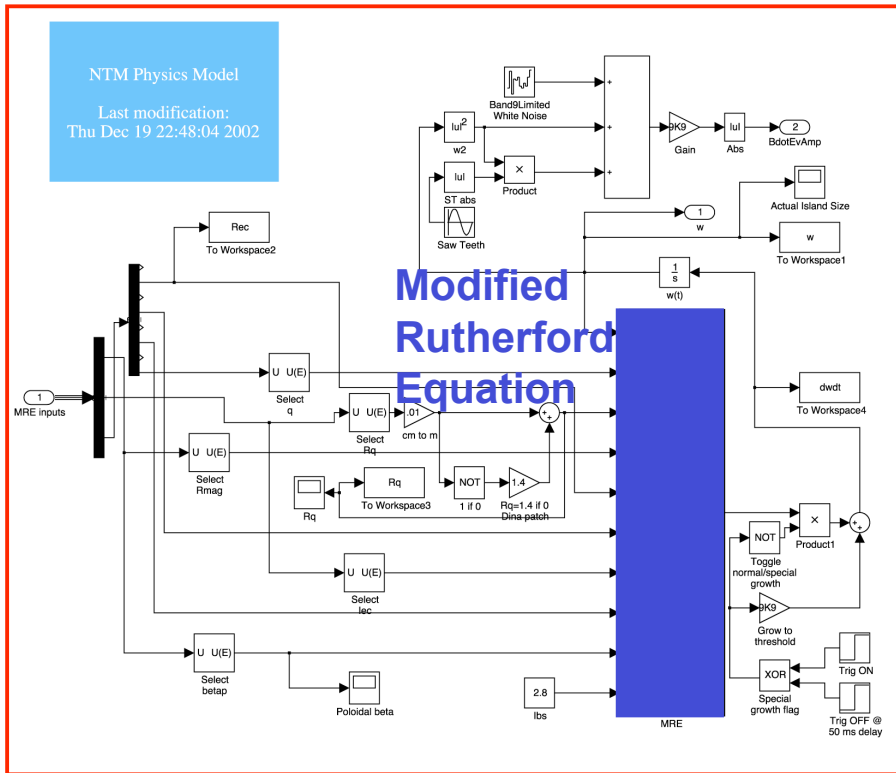 NTM Physics Model
Last modification:
Thu Dec 19 22:48:04 2002
Band9Limited
White Noise
+
+
+
9K9
Gain
|u|
Abs
2
BdotEvAmp
|u|²
w2
×
Product
|u|
ST abs
Saw Teeth
Actual Island Size
1
w
w
To Workspace1
1
s
w(t)
Rec
To Workspace2
Modified
Rutherford
Equation
dwdt
To Workspace4
1
MRE inputs
U U(E)
Select
q
U U(E)
Select
Rq
.01
cm to m
+
+
U U(E)
Select
Rmag
Rq
Rq
To Workspace3
NOT
1 if 0
1.4
Rq=1.4 if 0
Dina patch
×
Product1
+
+
NOT
Toggle
normal/special
growth
U U(E)
Select
Iec
9K9
Grow to
threshold
U U(E)
Select
betap
Poloidal beta
2.8
Ibs
MRE
XOR
Special
growth flag
Trig ON
Trig OFF @
50 ms delay